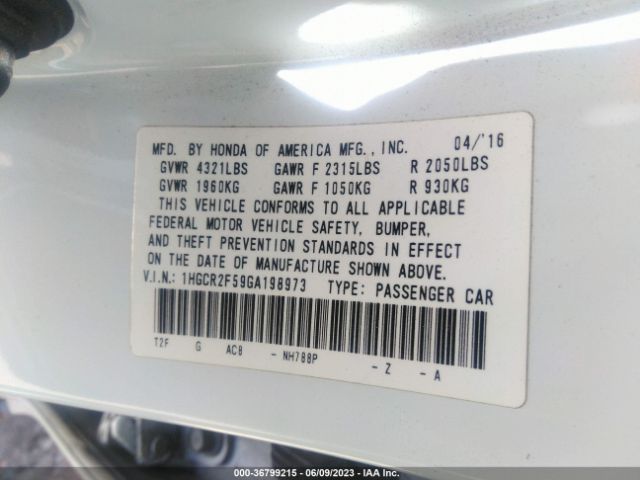 MFD. BY HONDA OF AMERICA MFG., INC. 04/'16
GVWR 4321LBS GAWR F 2315LBS R 2050LBS
GVWR 1960KG GAWR F 1050KG R 930KG
THIS VEHICLE CONFORMS TO ALL APPLICABLE
FEDERAL MOTOR VEHICLE SAFETY, BUMPER,
AND THEFT PREVENTION STANDARDS IN EFFECT
ON THE DATE OF MANUFACTURE SHOWN ABOVE.
V.I.N.: 1HGCR2F59GA198973 TYPE: PASSENGER CAR
T2F G AC8 - NH788P - Z - A
000-36799215 - 06/09/2023 - IAA Inc.